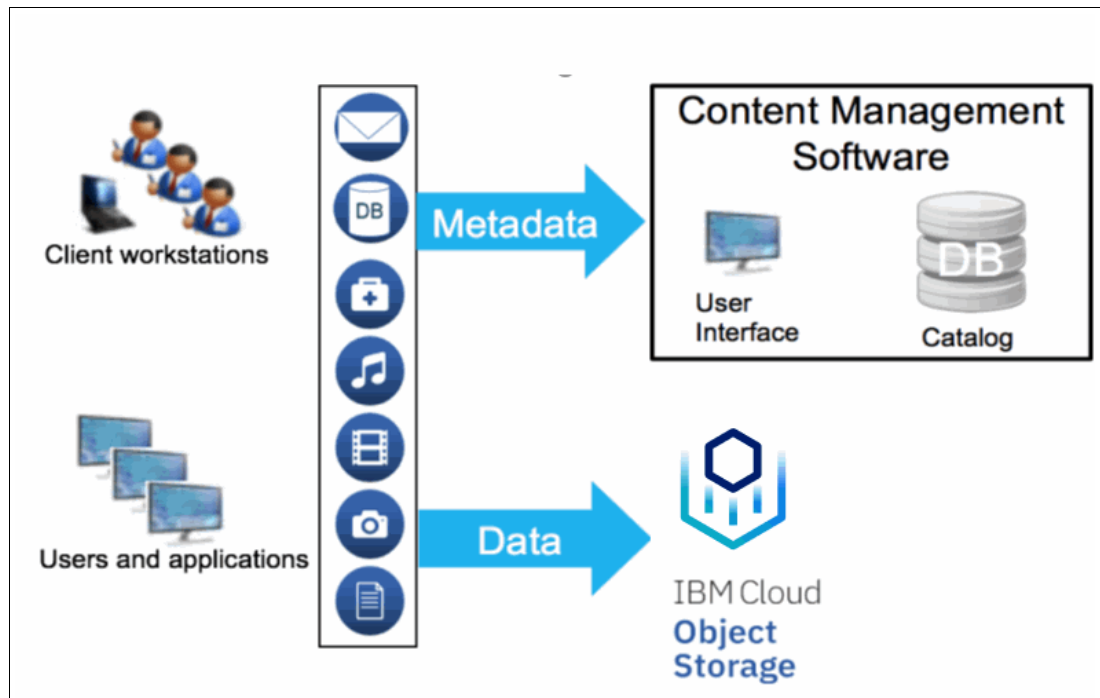 Client workstations
Users and applications
DB
Metadata
Data
Content Management
Software
User
Interface
DB
Catalog
IBM Cloud
Object
Storage